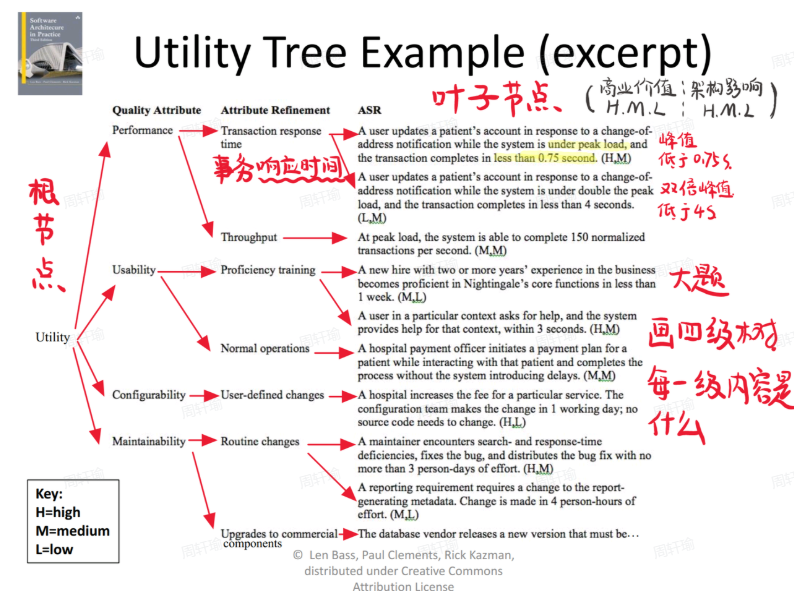 Software
Architecture
in Practice
Utility Tree Example (excerpt)
叶子节点
(商业价值:架构影响
H.M.L : H.M.L)
Quality Attribute Attribute Refinement ASR
Performance Transaction response time
A user updates a patient's account in response to a change-of-
address notification while the system is under peak load, and
the transaction completes in less than 0.75 second. (H,M)
峰值
低于0.75s.
事务响应时间
A user updates a patient's account in response to a change-of-
address notification while the system is under double the peak
load, and the transaction completes in less than 4 seconds.
(L,M)
双倍峰值
低于4S
根节点
Throughput
At peak load, the system is able to complete 150 normalized
transactions per second. (M,M)
Usability Proficiency training
A new hire with two or more years' experience in the business
becomes proficient in Nightingale's core functions in less than
1 week. (M,L)
大题
A user in a particular context asks for help, and the system
provides help for that context, within 3 seconds. (H,M)
画四级树,
Utility
Normal operations
A hospital payment officer initiates a payment plan for a
patient while interacting with that patient and completes the
process without the system introducing delays. (M,M)
每一级内容是
什么
Configurability User-defined changes
A hospital increases the fee for a particular service. The
configuration team makes the change in 1 working day; no
source code needs to change. (H,L)
Maintainability Routine changes
A maintainer encounters search- and response-time
deficiencies, fixes the bug, and distributes the bug fix with no
more than 3 person-days of effort. (H,M)
A reporting requirement requires a change to the report-
generating metadata. Change is made in 4 person-hours of
effort. (M,L)
Upgrades to commercial
components
The database vendor releases a new version that must be…
Key:
H=high
M=medium
L=low
© Len Bass, Paul Clements, Rick Kazman,
distributed under Creative Commons
Attribution License
周轩瑜